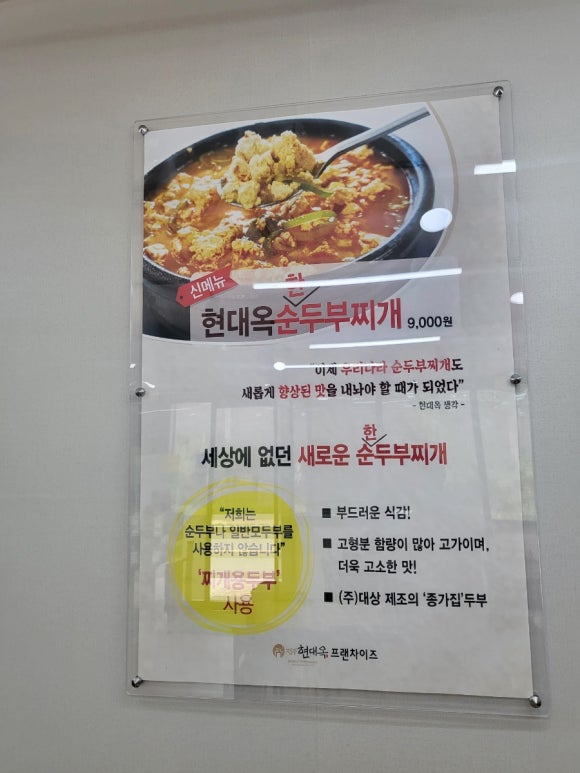 신메뉴
한
현대옥순두부찌개 9,000원
"이제 우리나라 순두부찌개도
새롭게 향상된 맛을 내놔야 할 때가 되었다"
- 현대옥 생각 -
한
세상에 없던 새로운 순두부찌개
"저희는
순두부나 일반모두부를
사용하지 않습니다"
'찌개용두부'
사용
■ 부드러운 식감!
■ 고형분 함량이 많아 고가이며,
더욱 고소한 맛!
■ (주)대상 제조의 '종가집'두부
현대옥 프랜차이즈